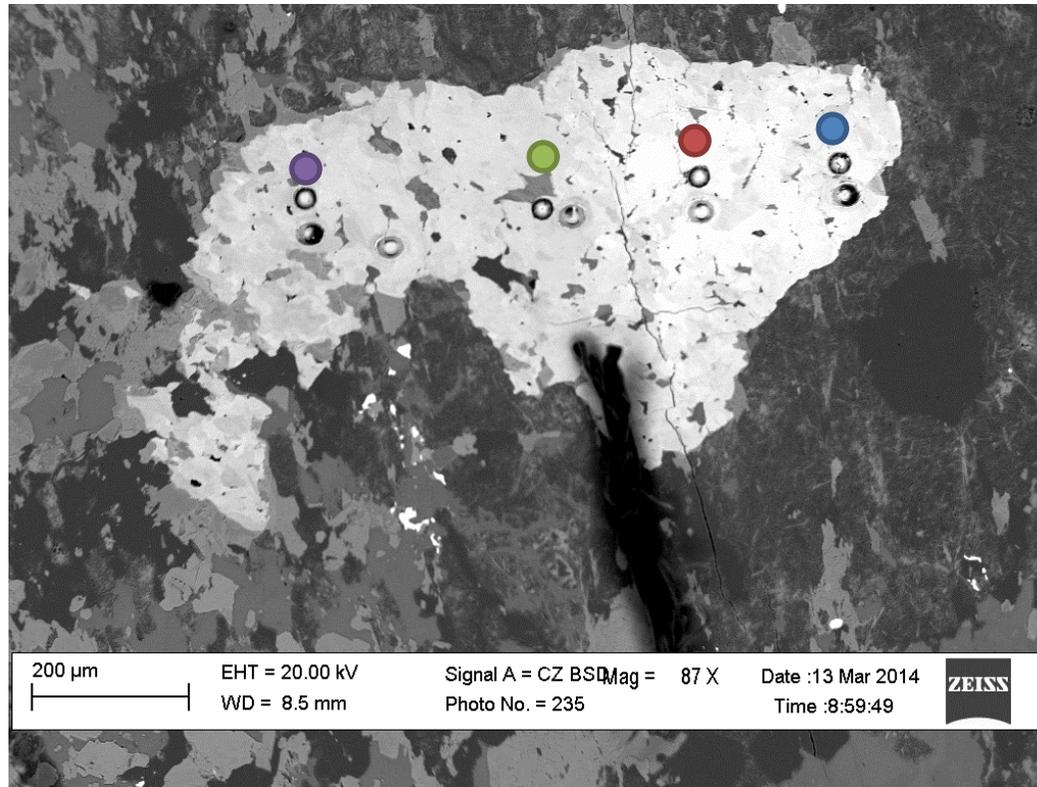 200 µm
EHT = 20.00 kV
WD = 8.5 mm
Signal A = CZ BSD
Photo No. = 235
Mag = 87 X
Date :13 Mar 2014
Time :8:59:49
ZEISS